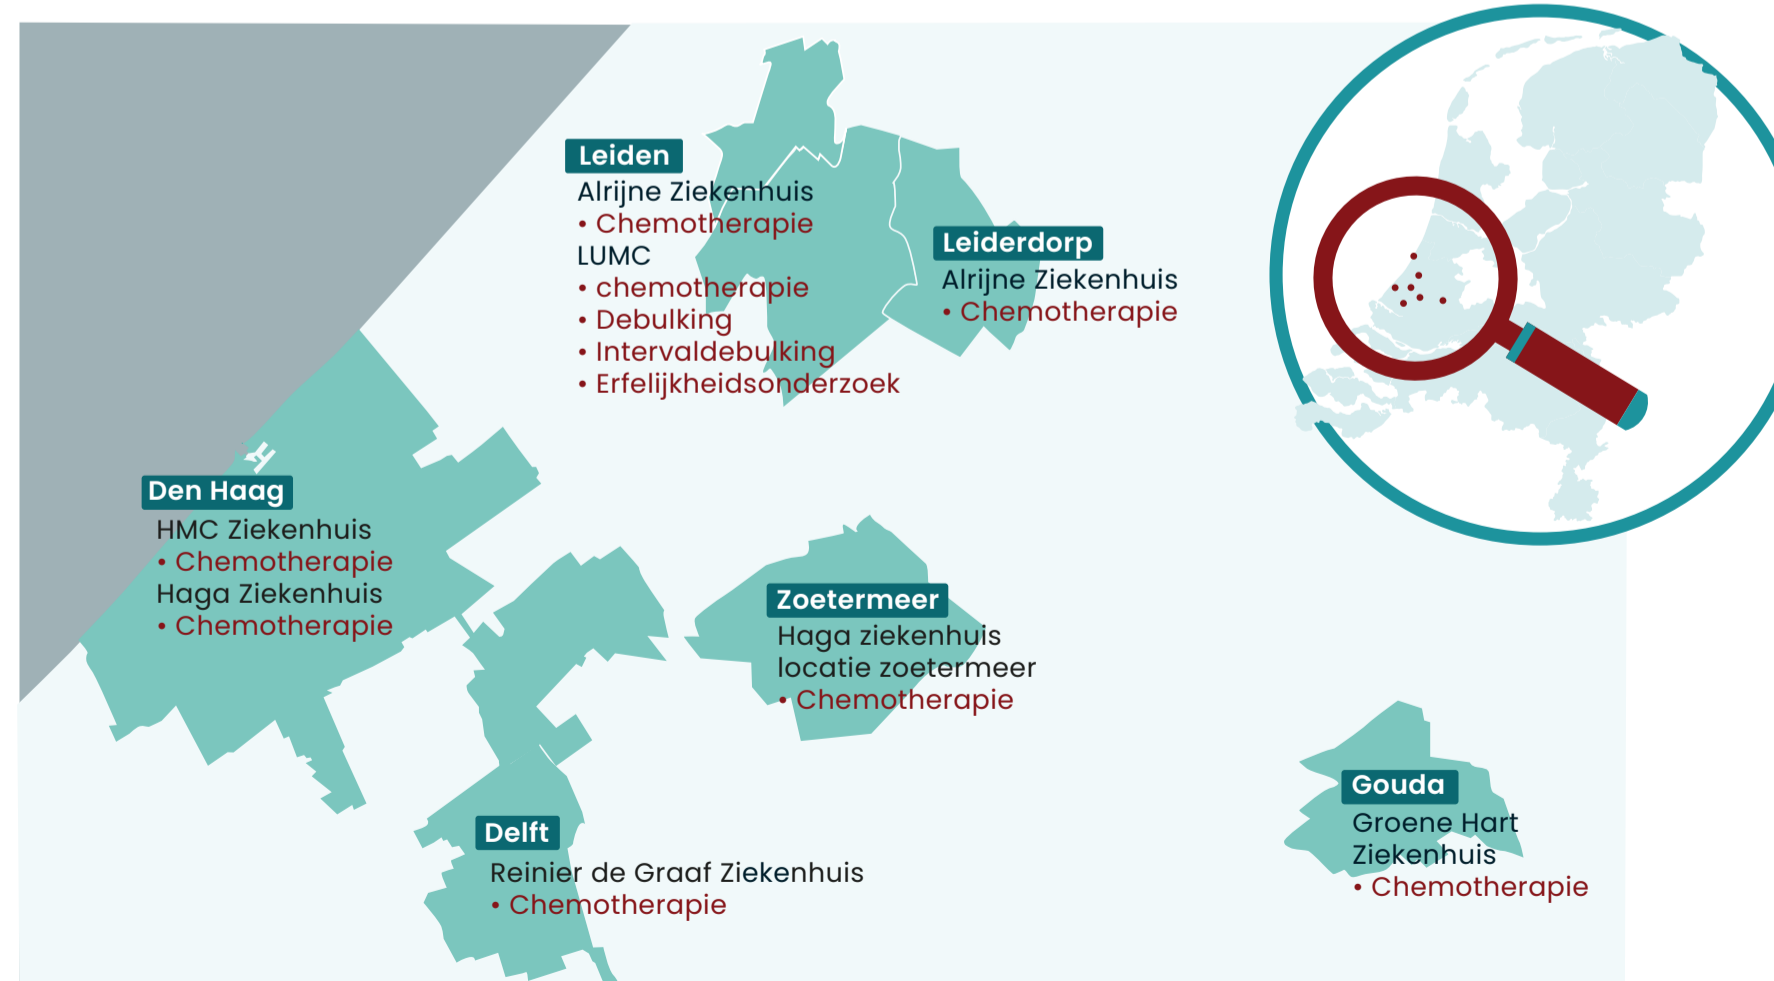 Leiden
Alrijne Ziekenhuis
• Chemotherapie
LUMC
• chemotherapie
• Debulking
• Intervaldebulking
• Erfelijkheidsonderzoek
Leiderdorp
Alrijne Ziekenhuis
• Chemotherapie
Den Haag
HMC Ziekenhuis
• Chemotherapie
Haga Ziekenhuis
• Chemotherapie
Zoetermeer
Haga ziekenhuis
locatie zoetermeer
• Chemotherapie
Delft
Reinier de Graaf Ziekenhuis
• Chemotherapie
Gouda
Groene Hart
Ziekenhuis
• Chemotherapie